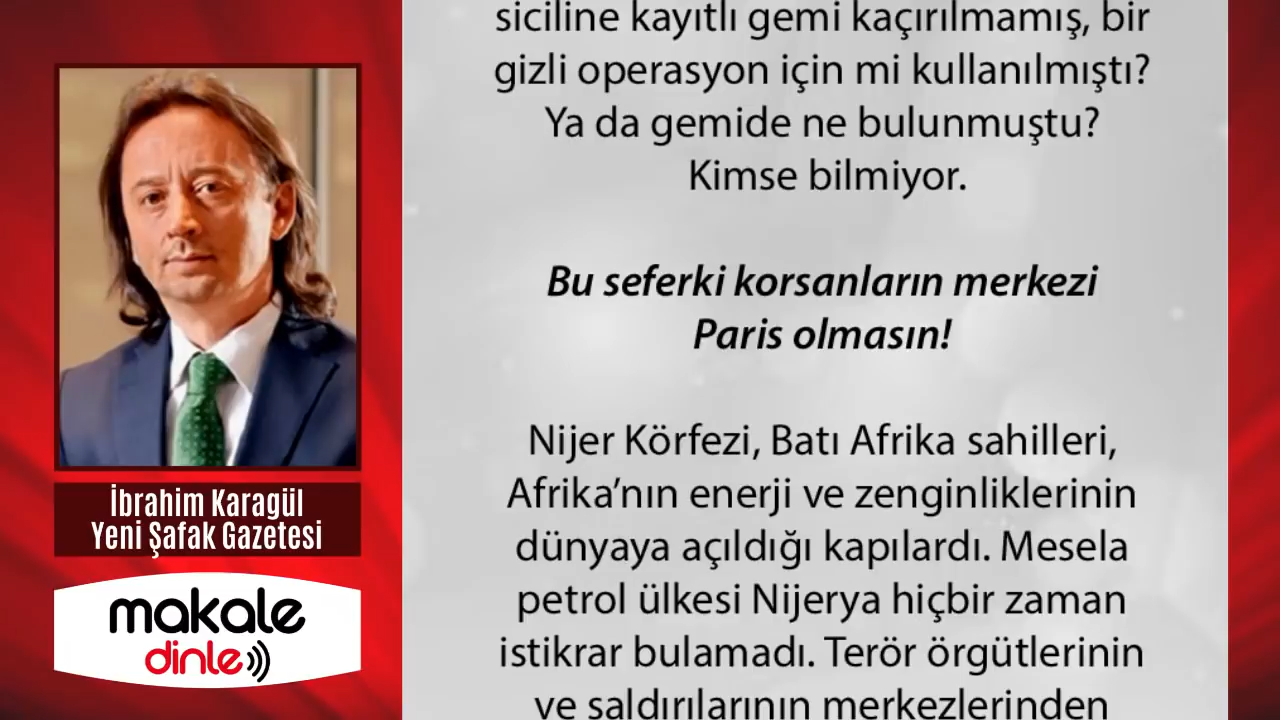 siciline kayıtlı gemi kaçırılmamış, bir
gizli operasyon için mi kullanılmıştı?
Ya da gemide ne bulunmuştu?
Kimse bilmiyor.
Bu seferki korsanların merkezi
Paris olmasın!
Nijer Körfezi, Batı Afrika sahilleri,
Afrika’nın enerji ve zenginliklerinin
dünyaya açıldığı kapılardı. Mesela
petrol ülkesi Nijerya hiçbir zaman
istikrar bulamadı. Terör örgütlerinin
ve saldırılarının merkezlerinden
İbrahim Karagül
Yeni Şafak Gazetesi
makale
dinle